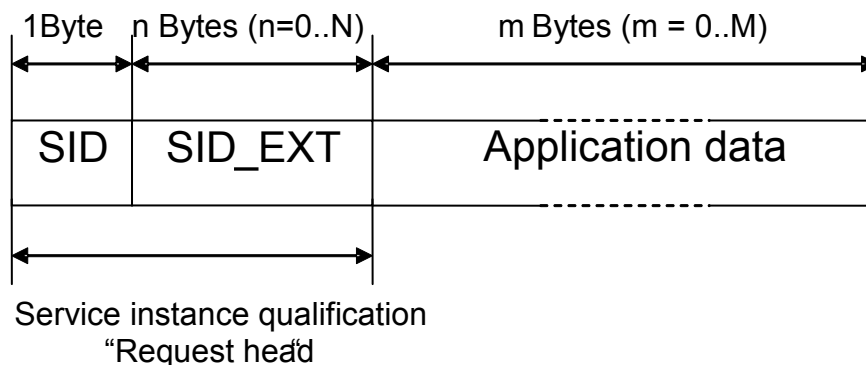 1Byte n Bytes (n=0..N) m Bytes (m = 0..M)
SID SID_EXT Application data
Service instance qualification
“Request head“